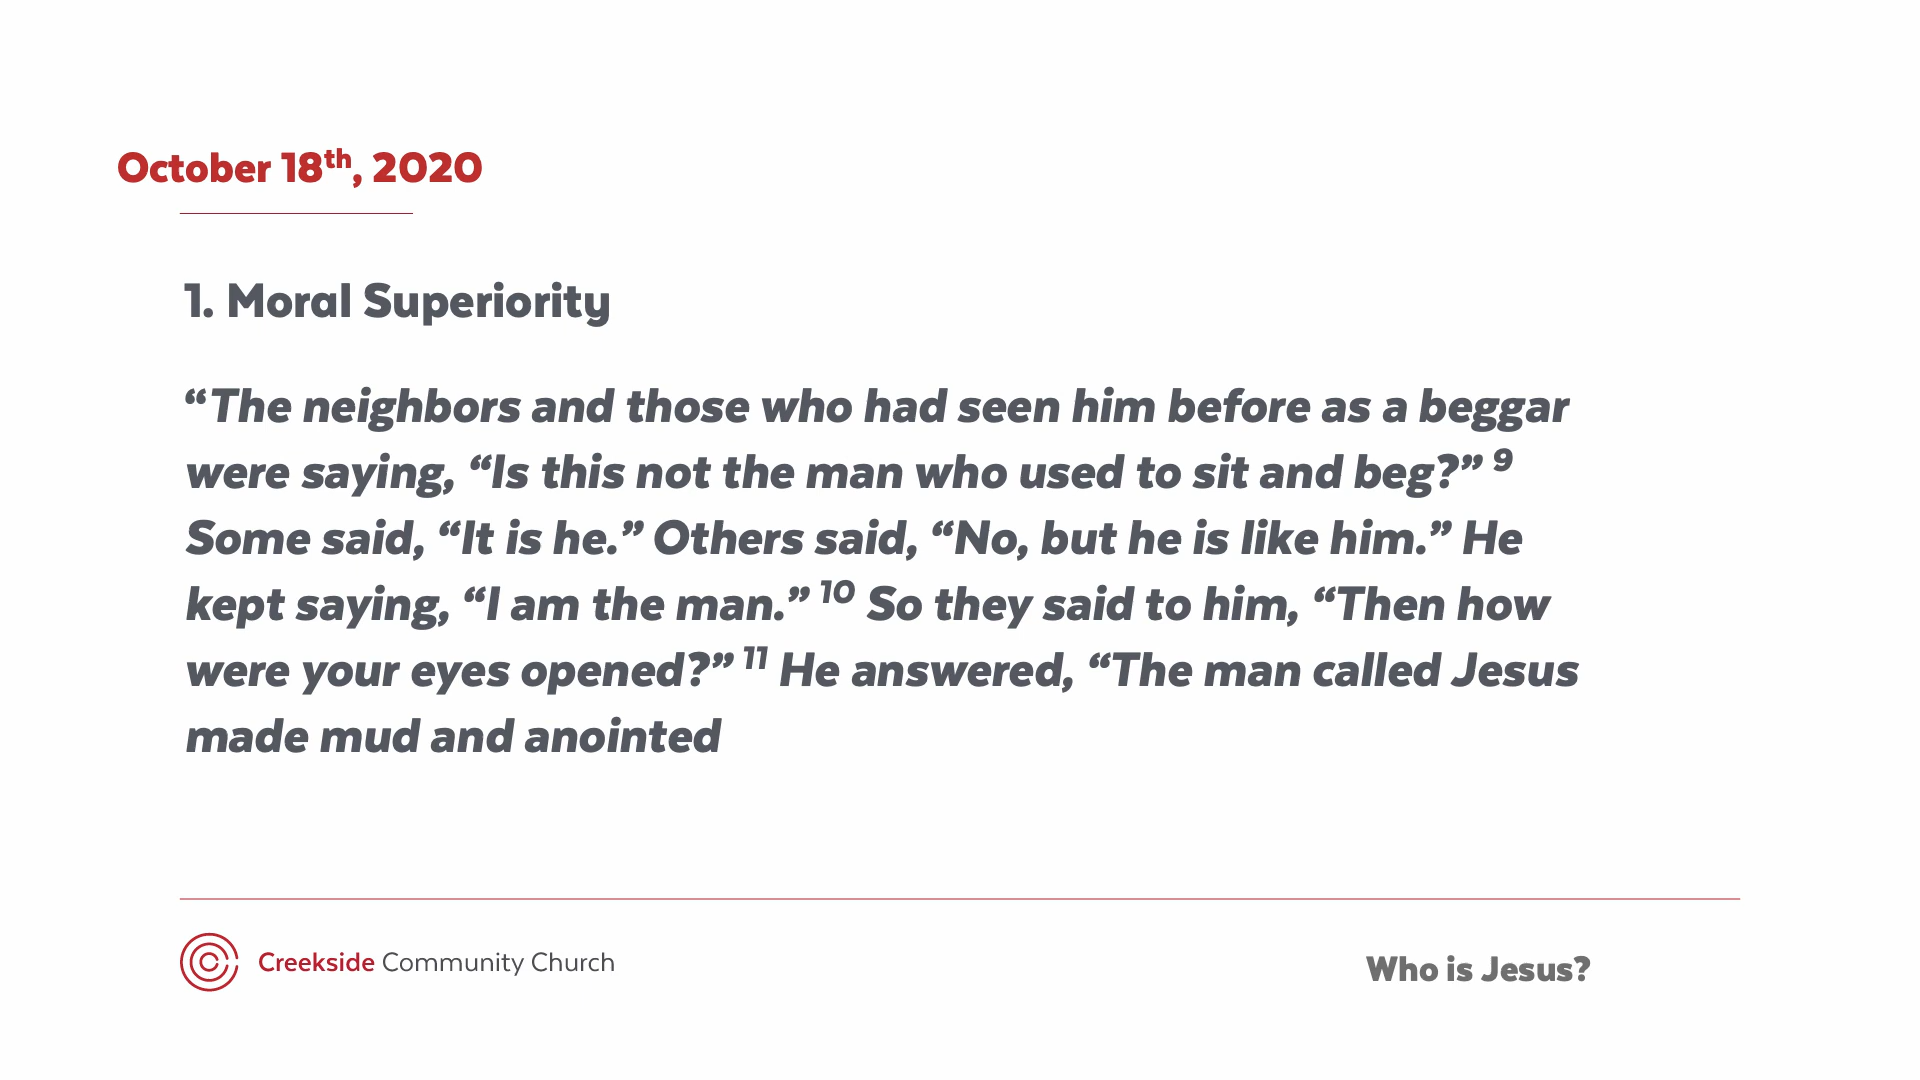 October 18th, 2020
1. Moral Superiority
“The neighbors and those who had seen him before as a beggar
were saying, “Is this not the man who used to sit and beg?” 9
Some said, “It is he.” Others said, “No, but he is like him.” He
kept saying, “I am the man.” 10 So they said to him, “Then how
were your eyes opened?” 11 He answered, “The man called Jesus
made mud and anointed
Creekside Community Church
Who is Jesus?